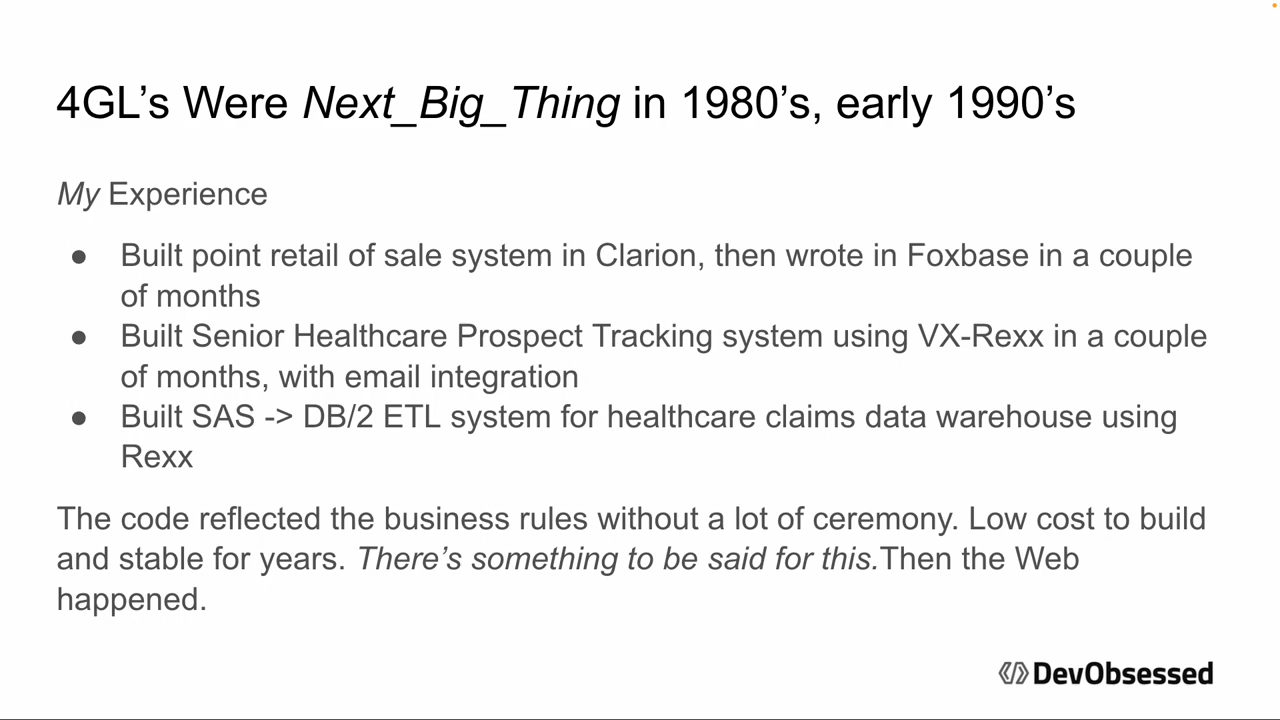 4GL’s Were Next_Big_Thing in 1980’s, early 1990’s
My Experience
● Built point retail of sale system in Clarion, then wrote in Foxbase in a couple
of months
● Built Senior Healthcare Prospect Tracking system using VX-Rexx in a couple
of months, with email integration
● Built SAS -> DB/2 ETL system for healthcare claims data warehouse using
Rexx
The code reflected the business rules without a lot of ceremony. Low cost to build
and stable for years. There’s something to be said for this.Then the Web
happened.
DevObsessed